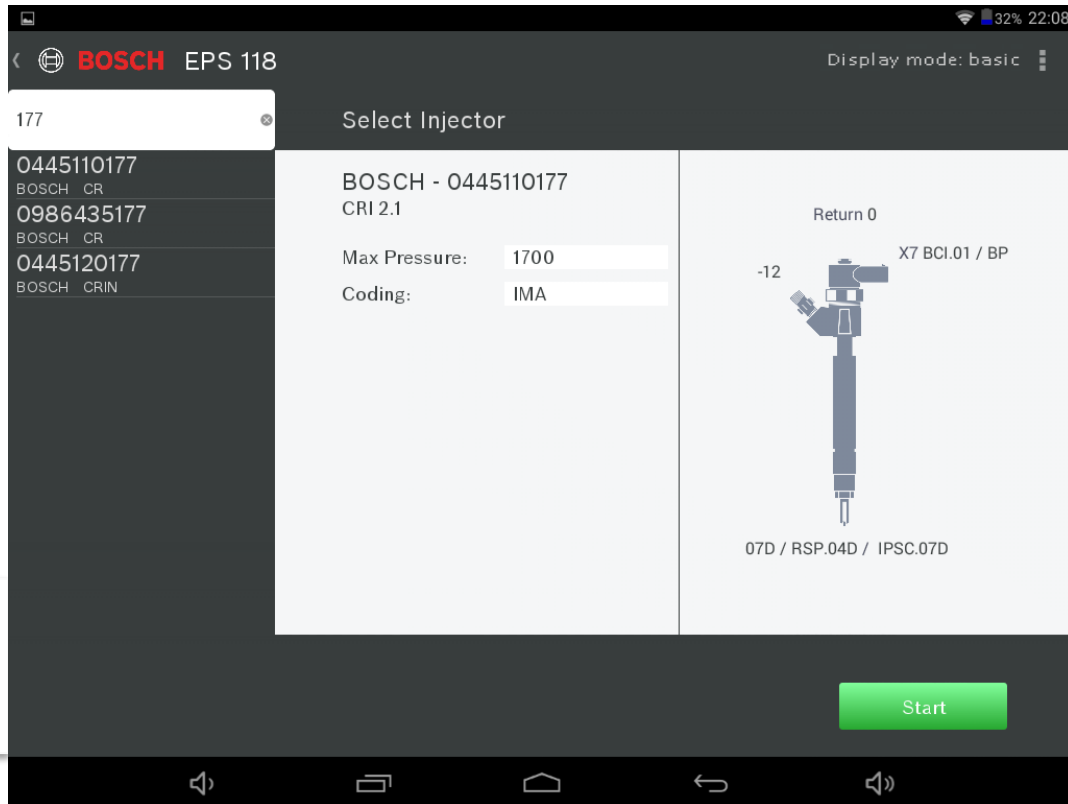 32% 22:08
BOSCH EPS 118
Display mode: basic
177
Select Injector
0445110177
BOSCH CR
0986435177
BOSCH CR
0445120177
BOSCH CRIN
BOSCH - 0445110177
CRI 2.1
Max Pressure: 1700
Coding: IMA
Return 0
X7 BCI.01 / BP
-12
07D / RSP.04D / IPSC.07D
Start